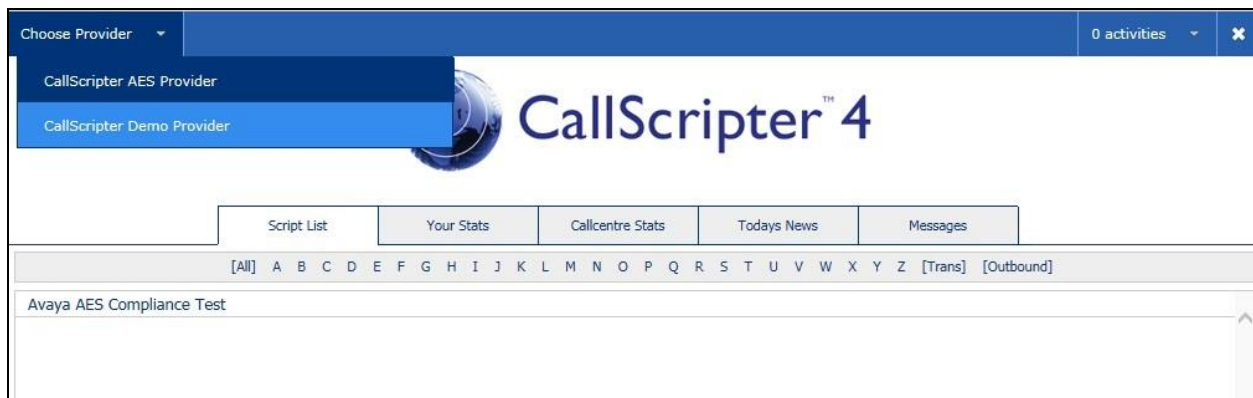 Choose Provider 0 activities
CallScripter AES Provider
CallScripter Demo Provider
CallScripter™ 4
Script List Your Stats Callcentre Stats Todays News Messages
[All] A B C D E F G H I J K L M N O P Q R S T U V W X Y Z [Trans] [Outbound]
Avaya AES Compliance Test